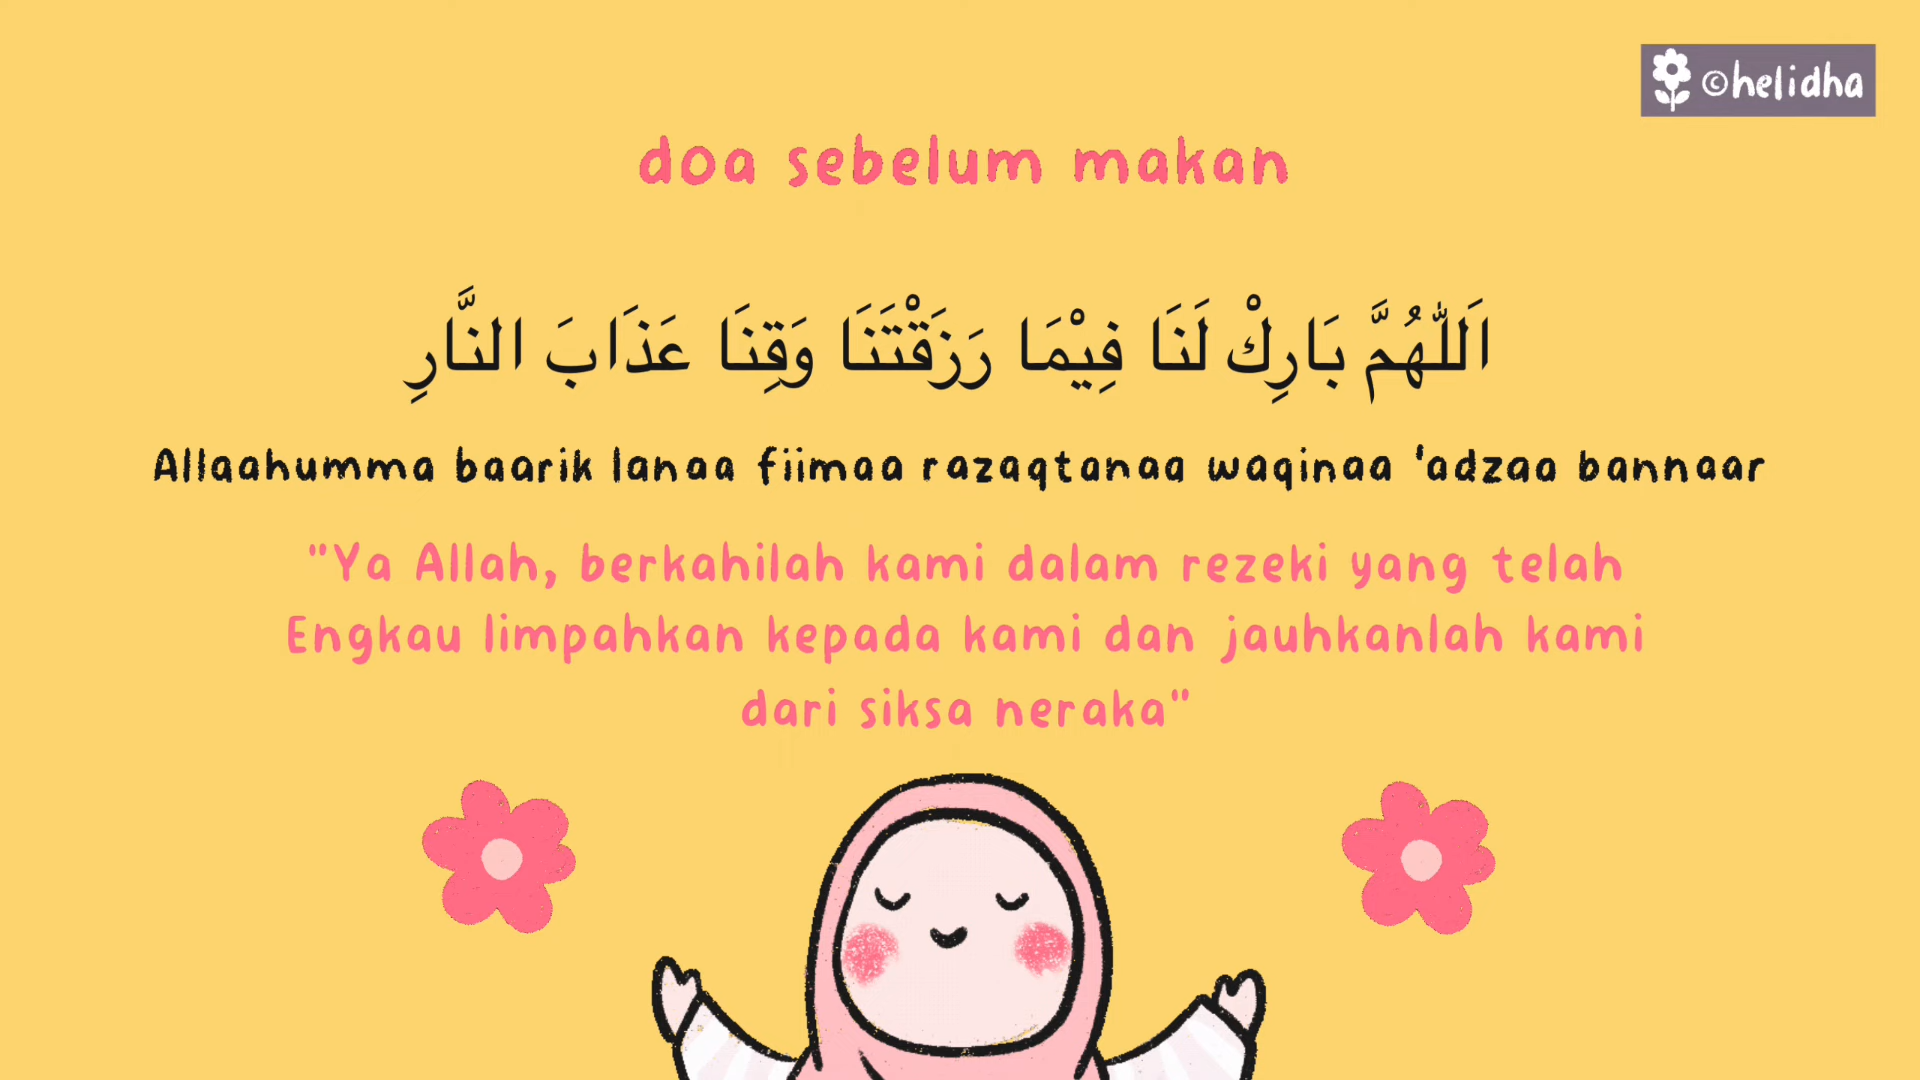 ©helidha
doa sebelum makan
اَللّٰهُمَّ بَارِكْ لَنَا فِيْمَا رَزَقْتَنَا وَقِنَا عَذَابَ النَّارِ
Allaahumma baarik lanaa fiimaa razaqtanaa waqinaa 'adzaa bannaar
"Ya Allah, berkahilah kami dalam rezeki yang telah
Engkau limpahkan kepada kami dan jauhkanlah kami
dari siksa neraka"